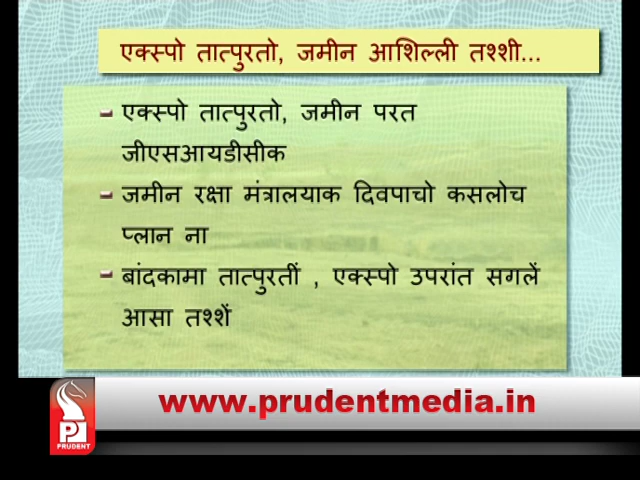 एक्स्पो तात्पुरतो, जमीन आशिल्ली तश्शी...
एक्स्पो तात्पुरतो, जमीन परत
जीएसआयडीसीक
जमीन रक्षा मंत्रालयाक दिवपाचो कसलोच
प्लान ना
बांदकामा तात्पुरतीं , एक्स्पो उपरांत सगलें
आसा तश्शें
www.prudentmedia.in
PRUDENT